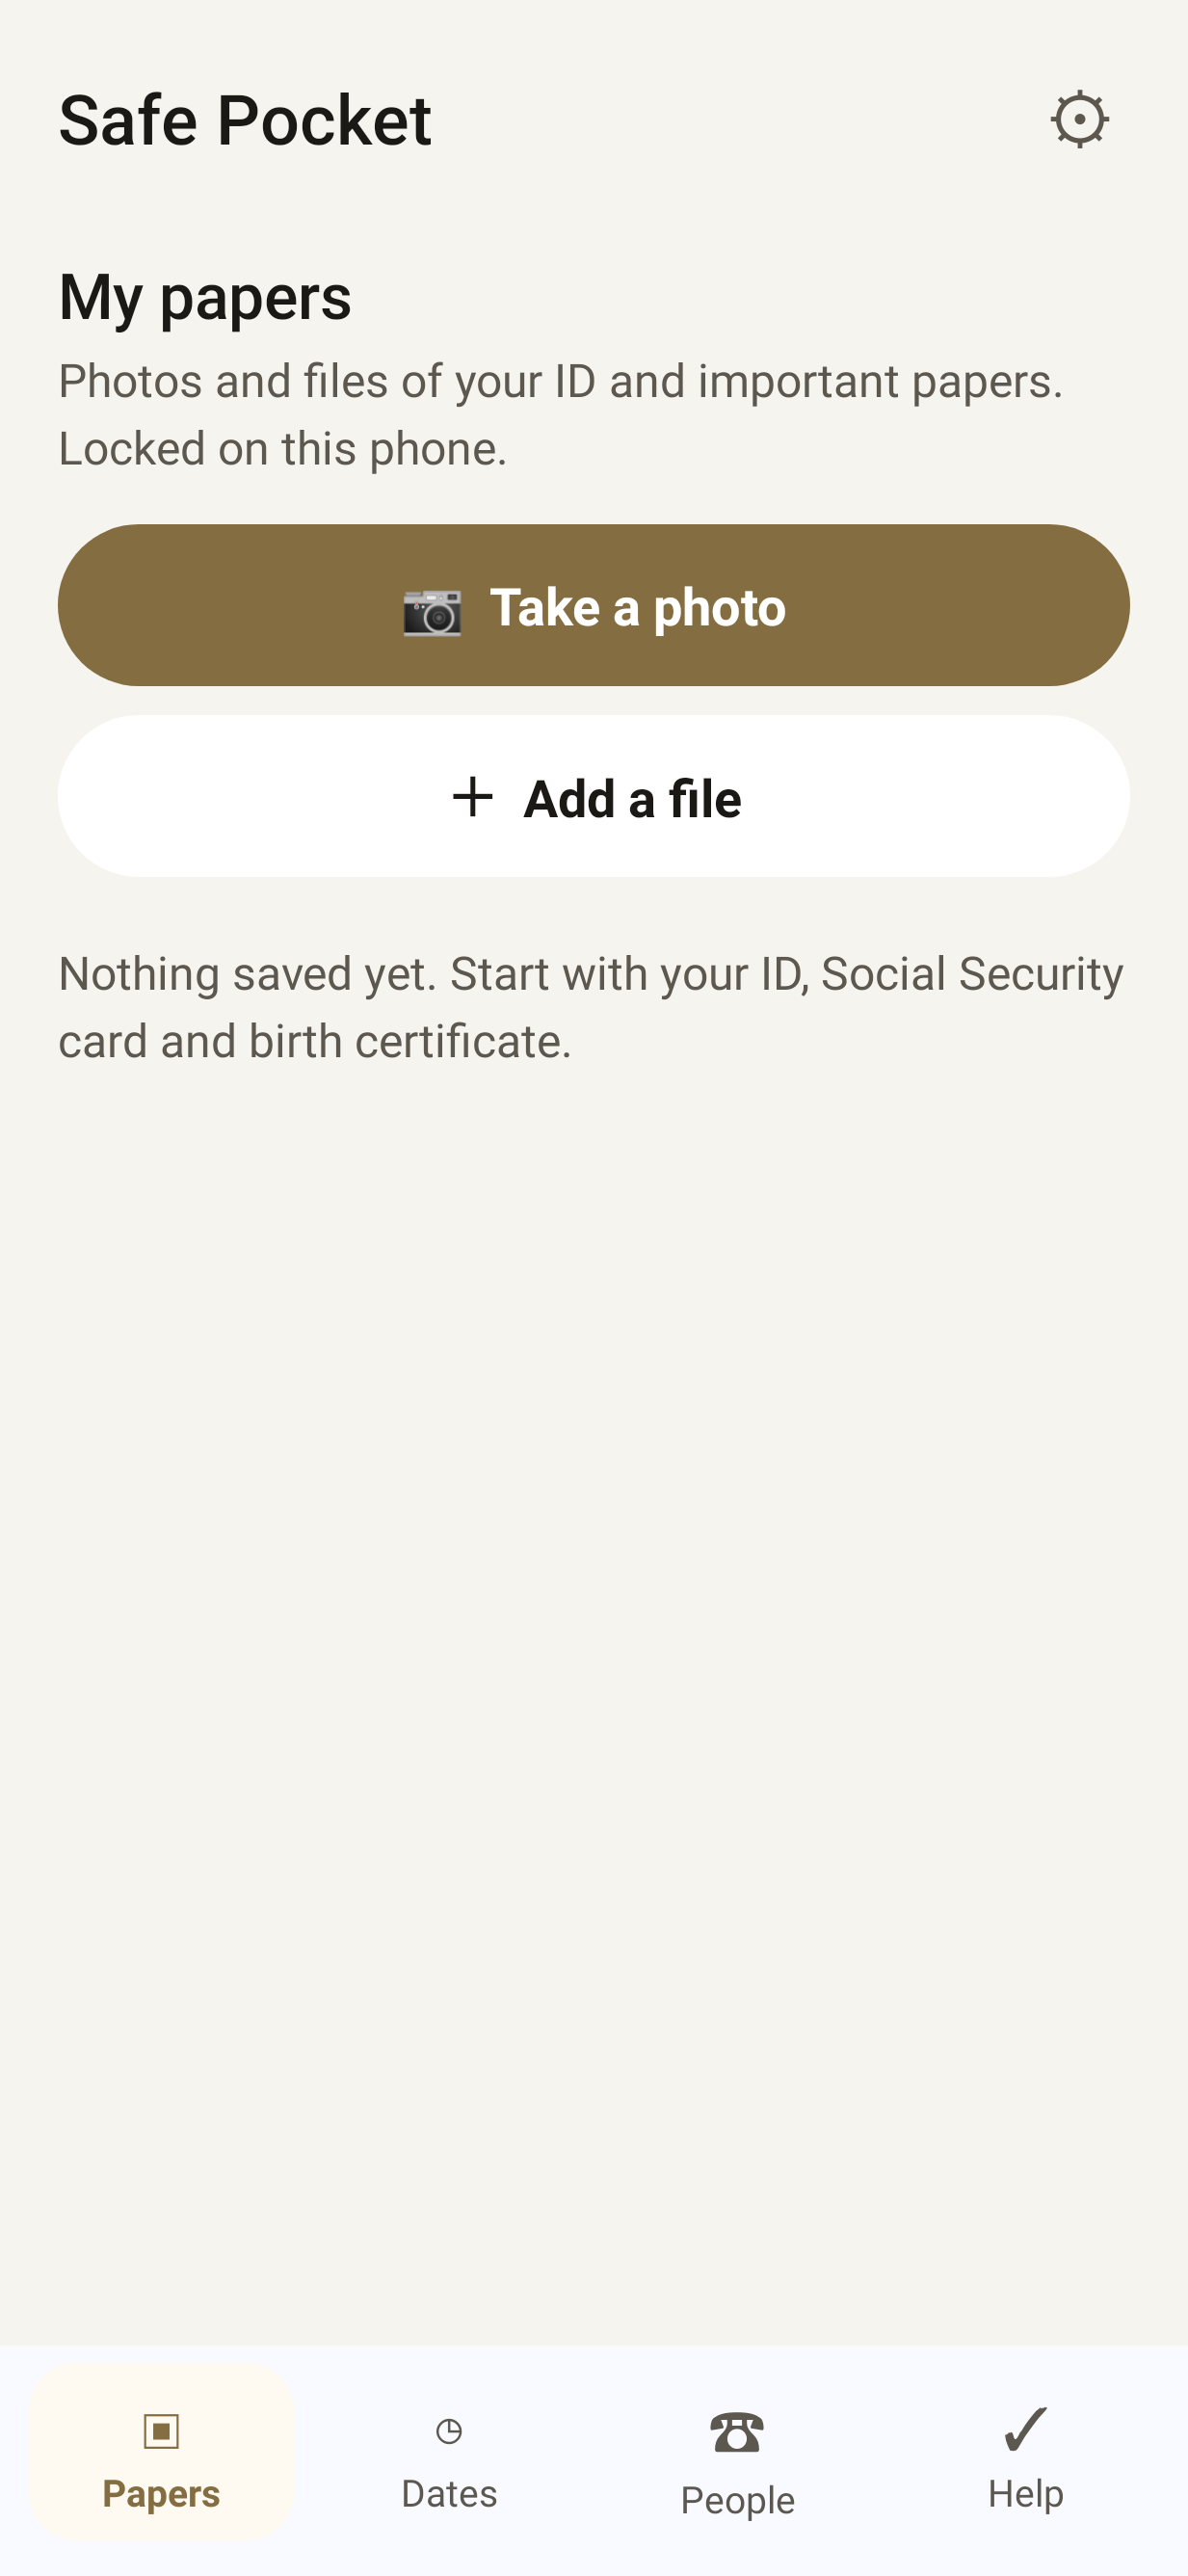 Safe Pocket
My papers
Photos and files of your ID and important papers.
Locked on this phone.
Take a photo
Add a file
Nothing saved yet. Start with your ID, Social Security
card and birth certificate.
Papers
Dates
People
Help